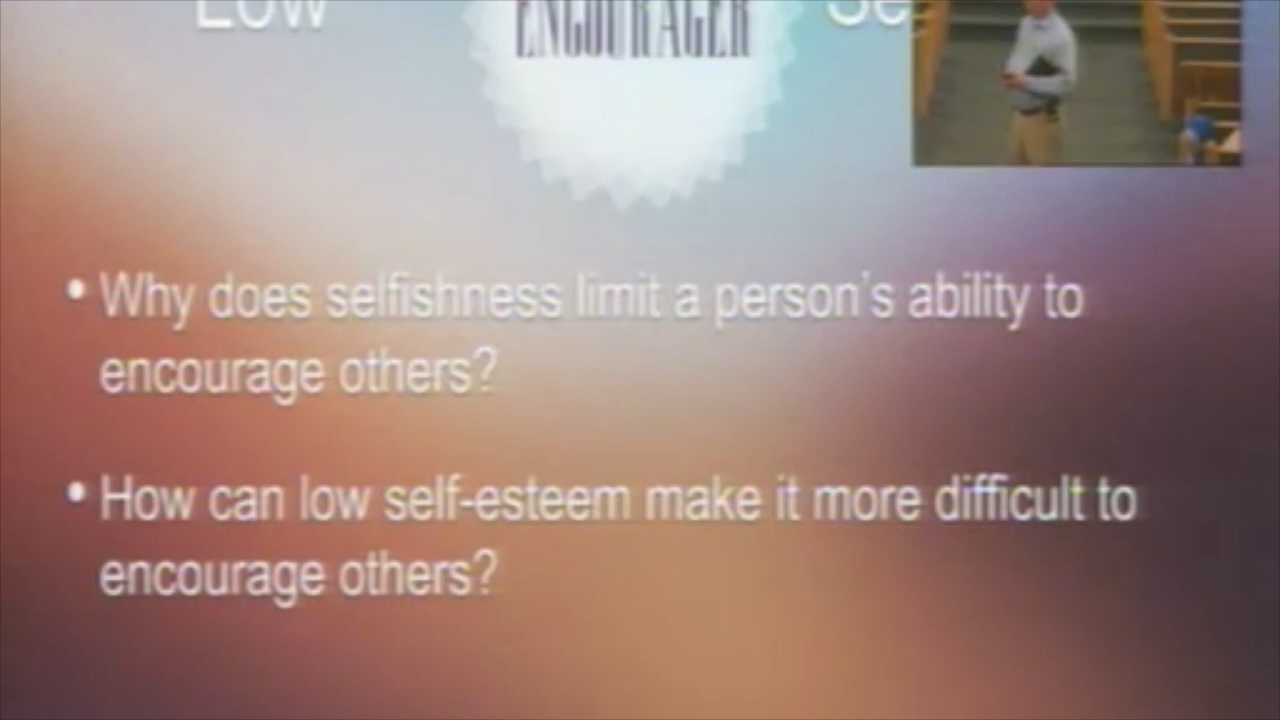 Low
ENCOURAGER
Se
• Why does selfishness limit a person's ability to
encourage others?
• How can low self-esteem make it more difficult to
encourage others?